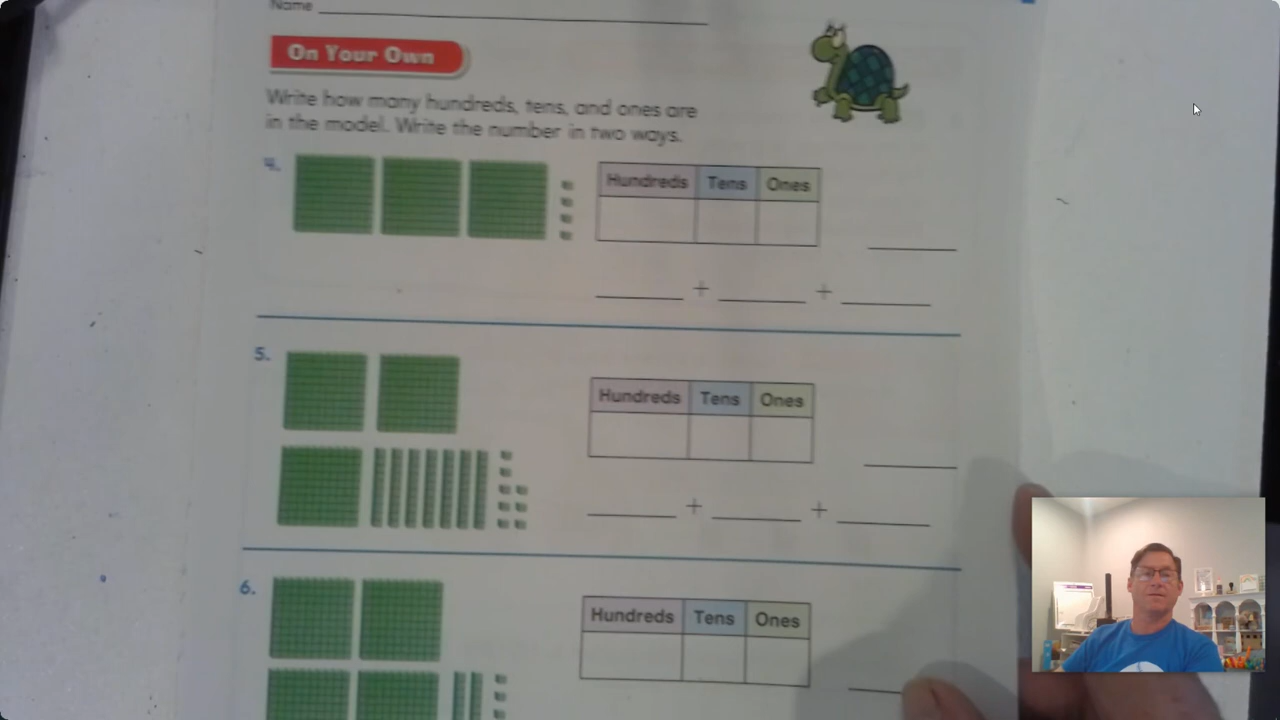 Name
On Your Own
Write how many hundreds, tens, and ones are
in the model. Write the number in two ways.
4.
Hundreds Tens Ones
+ +
5.
Hundreds Tens Ones
+ +
6.
Hundreds Tens Ones